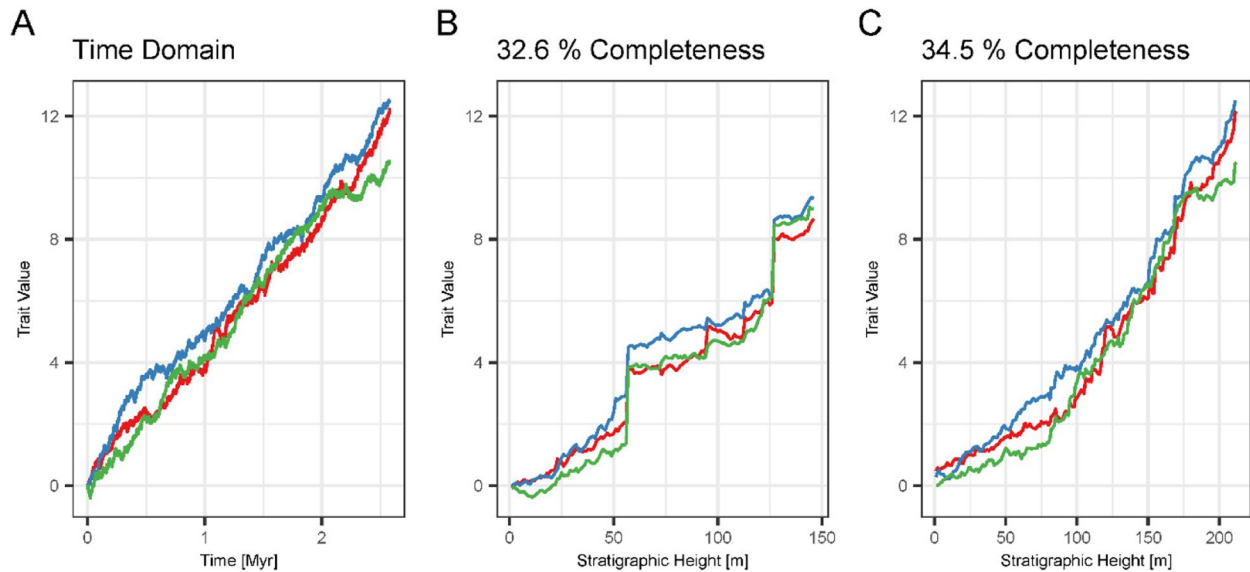 A
Time Domain
12
8
4
0
Trait Value
0
1
2
Time [Myr]
B
32.6 % Completeness
12
8
4
0
Trait Value
0
50
100
150
Stratigraphic Height [m]
C
34.5 % Completeness
12
8
4
0
Trait Value
0
50
100
150
200
Stratigraphic Height [m]